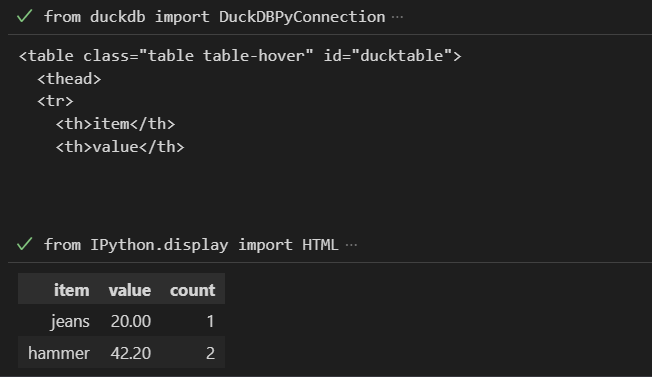 from duckdb import DuckDBPyConnection ...
<table class="table table-hover" id="ducktable">
  <thead>
  <tr>
    <th>item</th>
    <th>value</th>
from IPython.display import HTML ...
item value count
jeans 20.00 1
hammer 42.20 2